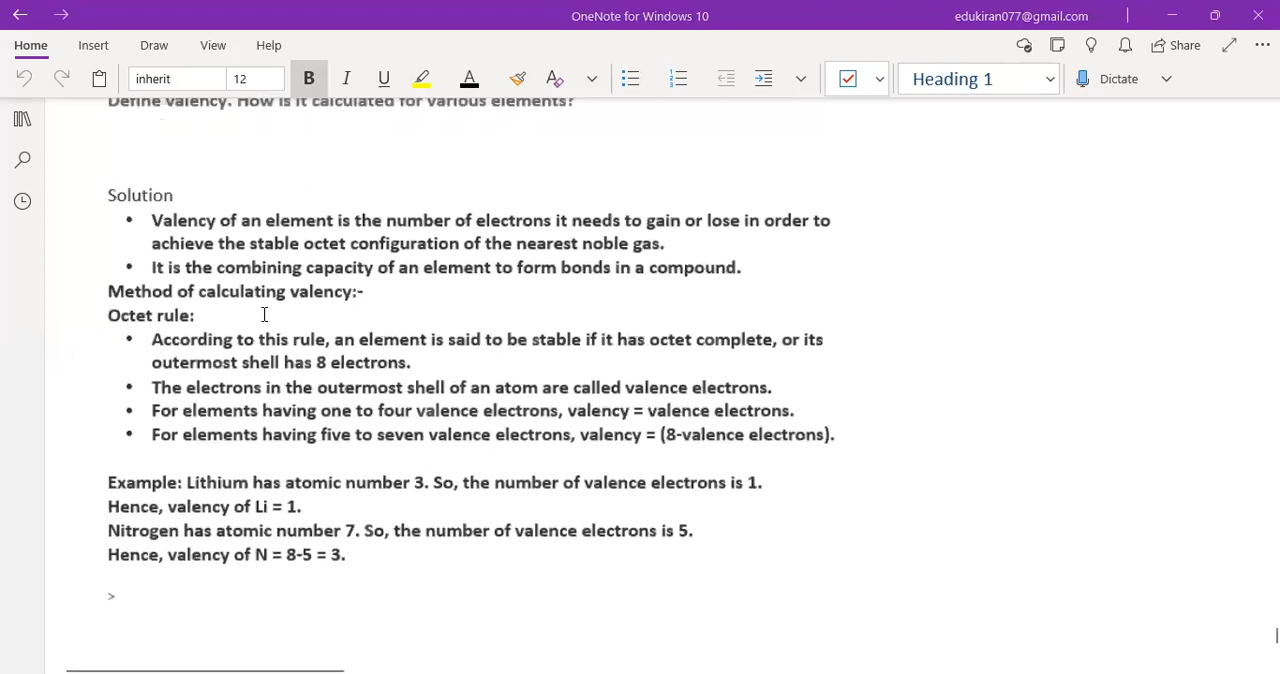 OneNote for Windows 10
edukiran077@gmail.com
Home Insert Draw View Help
Share
inherit 12 B I U A A Heading 1 Dictate
Define valency. How is it calculated for various elements?
Solution
• Valency of an element is the number of electrons it needs to gain or lose in order to
achieve the stable octet configuration of the nearest noble gas.
• It is the combining capacity of an element to form bonds in a compound.
Method of calculating valency:-
Octet rule:
• According to this rule, an element is said to be stable if it has octet complete, or its
outermost shell has 8 electrons.
• The electrons in the outermost shell of an atom are called valence electrons.
• For elements having one to four valence electrons, valency = valence electrons.
• For elements having five to seven valence electrons, valency = (8-valence electrons).
Example: Lithium has atomic number 3. So, the number of valence electrons is 1.
Hence, valency of Li = 1.
Nitrogen has atomic number 7. So, the number of valence electrons is 5.
Hence, valency of N = 8-5 = 3.
>